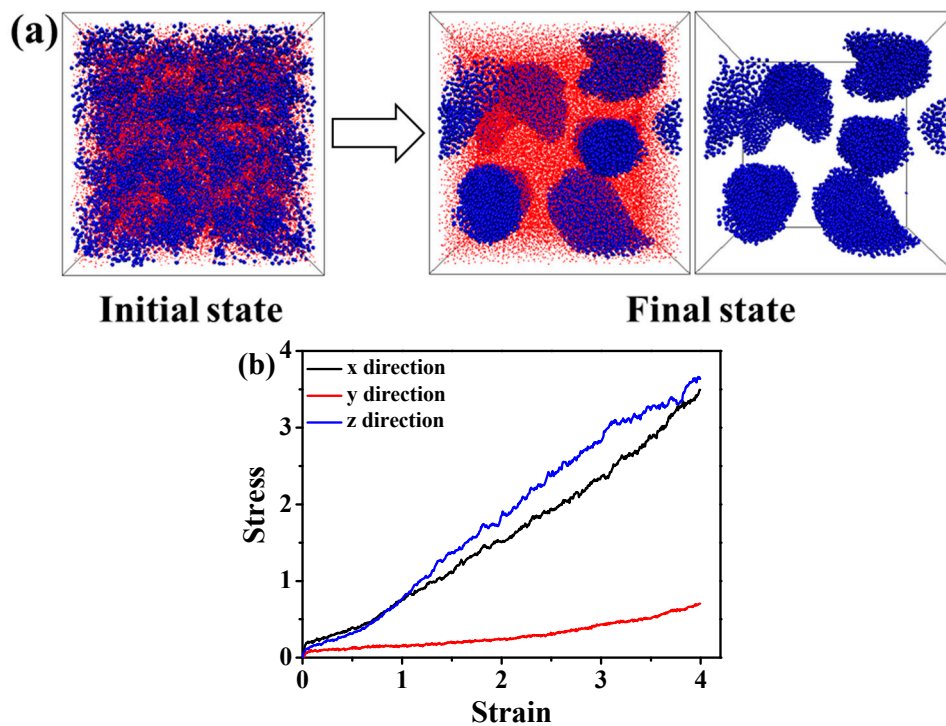 (a)
Initial state
Final state
(b)
x direction
y direction
z direction
Stress
4
3
2
1
0
0
1
2
3
4
Strain